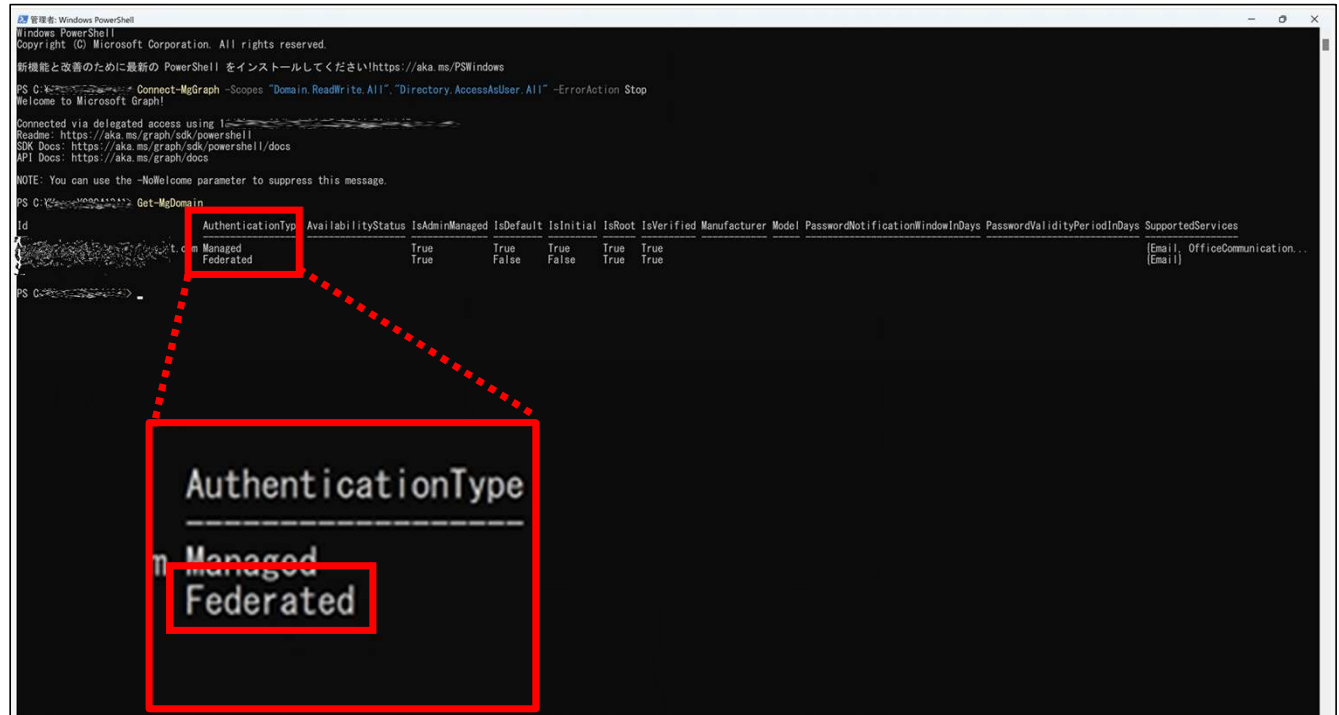 管理者: Windows PowerShell
Windows PowerShell
Copyright (C) Microsoft Corporation. All rights reserved.
新機能と改善のために最新の PowerShell をインストールしてください!https://aka.ms/PSWindows
PS C:¥ Connect-MgGraph -Scopes "Domain.ReadWrite.All","Directory.AccessAsUser.All" -ErrorAction Stop
Welcome to Microsoft Graph!
Connected via delegated access using
Readme: https://aka.ms/graph/sdk/powershell
SDK Docs: https://aka.ms/graph/sdk/powershell/docs
API Docs: https://aka.ms/graph/docs
NOTE: You can use the -NoWelcome parameter to suppress this message.
PS C:¥ Get-MgDomain
Id AuthenticationType AvailabilityStatus IsAdminManaged IsDefault IsInitial IsRoot IsVerified Manufacturer Model PasswordNotificationWindowInDays PasswordValidityPeriodInDays SupportedServices
Managed True True True True True {Email, OfficeCommunication...
Federated True False False True True {Email}
PS C:
AuthenticationType
m Managed
Federated